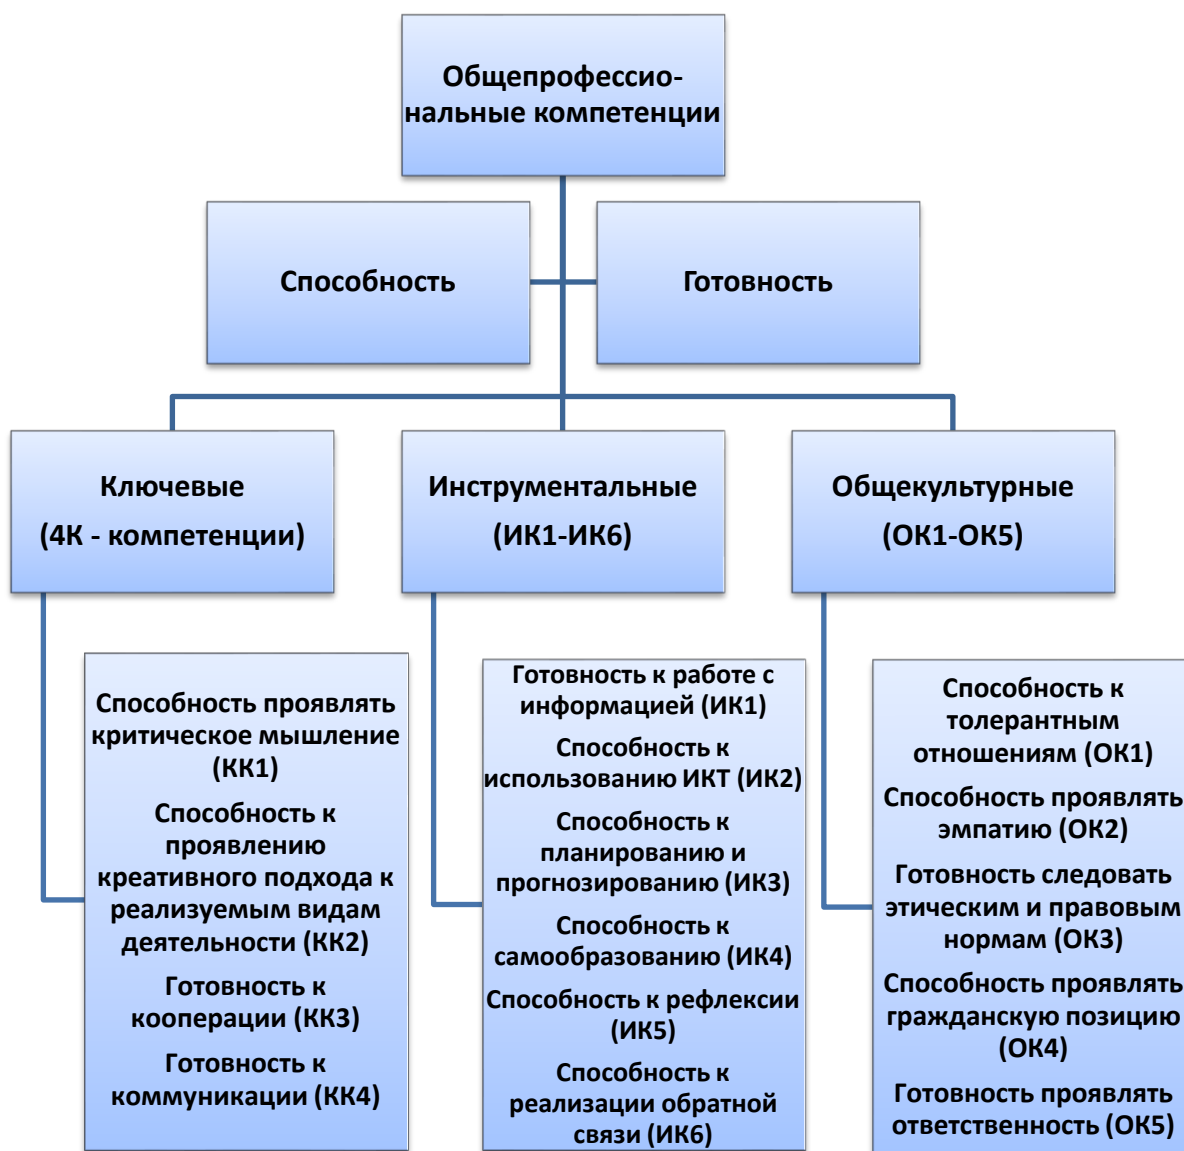 Общепрофессио-
нальные компетенции
Способность
Готовность
Ключевые
(4К - компетенции)
Инструментальные
(ИК1-ИК6)
Общекультурные
(ОК1-ОК5)
Способность проявлять
критическое мышление
(КК1)
Способность к
проявлению
креативного подхода к
реализуемым видам
деятельности (КК2)
Готовность к
кооперации (КК3)
Готовность к
коммуникации (КК4)
Готовность к работе с
информацией (ИК1)
Способность к
использованию ИКТ (ИК2)
Способность к
планированию и
прогнозированию (ИК3)
Способность к
самообразованию (ИК4)
Способность к рефлексии
(ИК5)
Способность к
реализации обратной
связи (ИК6)
Способность к
толерантным
отношениям (ОК1)
Способность проявлять
эмпатию (ОК2)
Готовность следовать
этическим и правовым
нормам (ОК3)
Способность проявлять
гражданскую позицию
(ОК4)
Готовность проявлять
ответственность (ОК5)